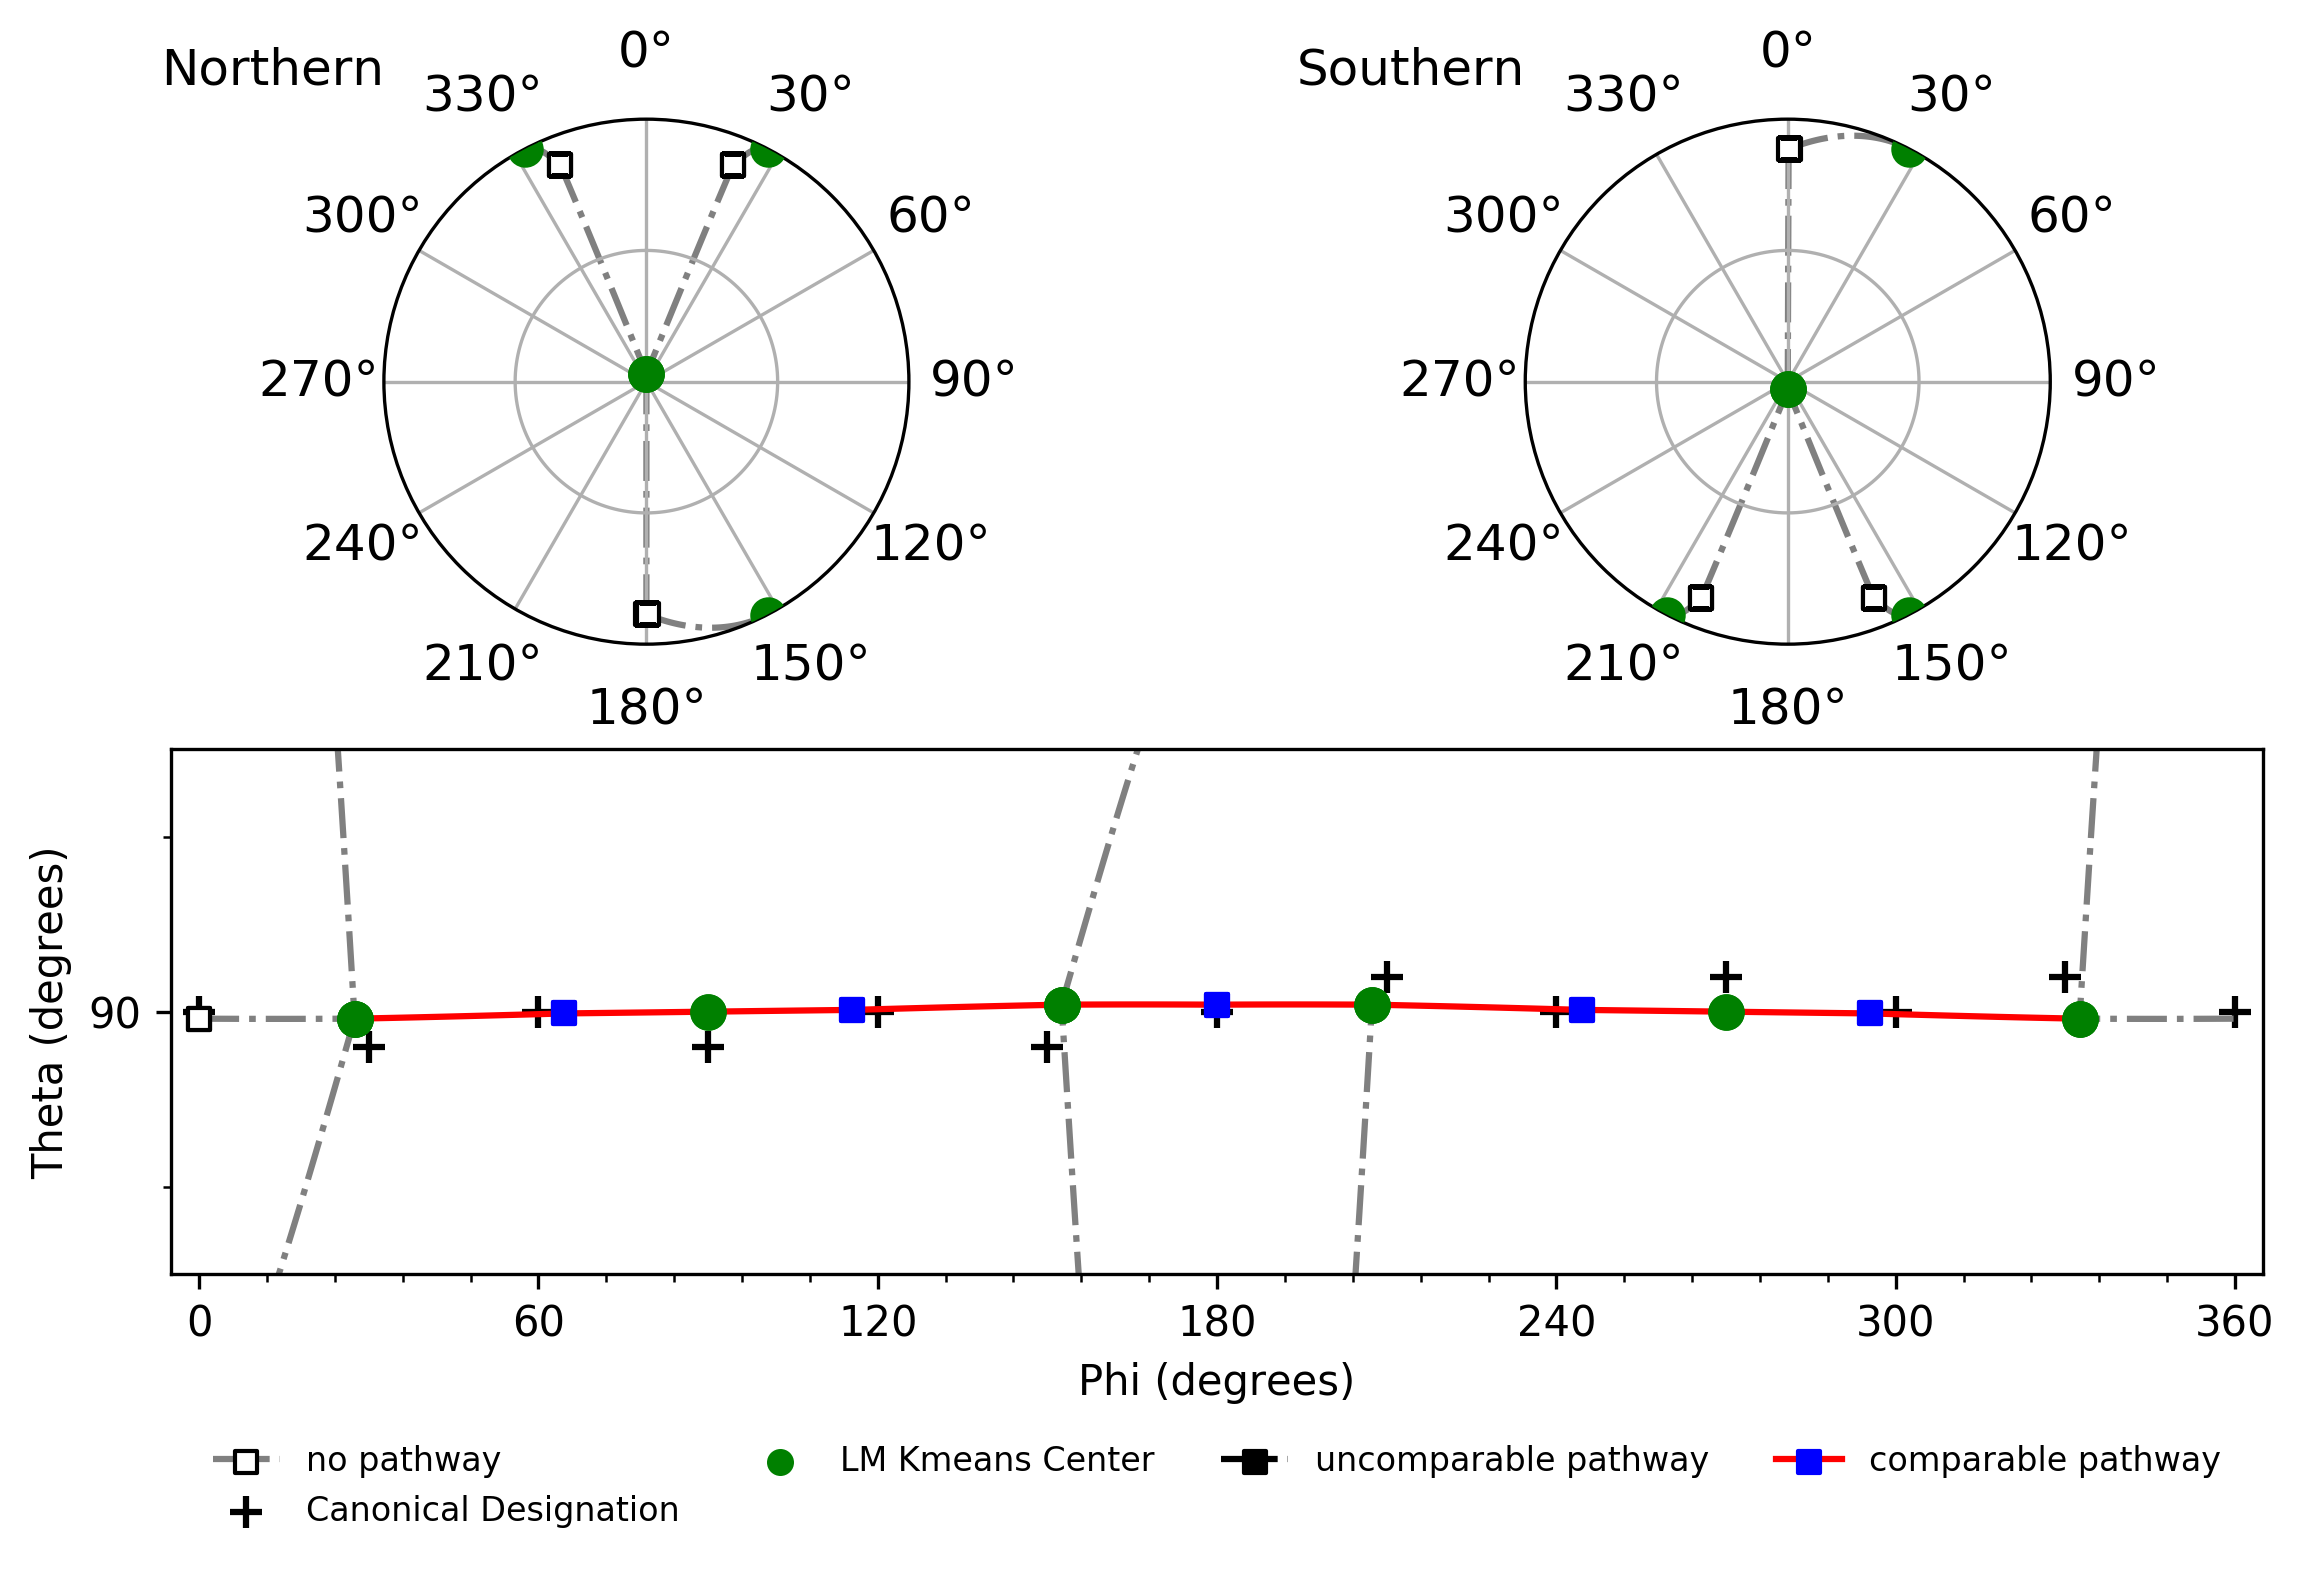 Northern
0°
30°
60°
90°
120°
150°
180°
210°
240°
270°
300°
330°
Southern
0°
30°
60°
90°
120°
150°
180°
210°
240°
270°
300°
330°
Theta (degrees)
90
0 60 120 180 240 300 360
Phi (degrees)
no pathway
Canonical Designation
LM Kmeans Center
uncomparable pathway
comparable pathway